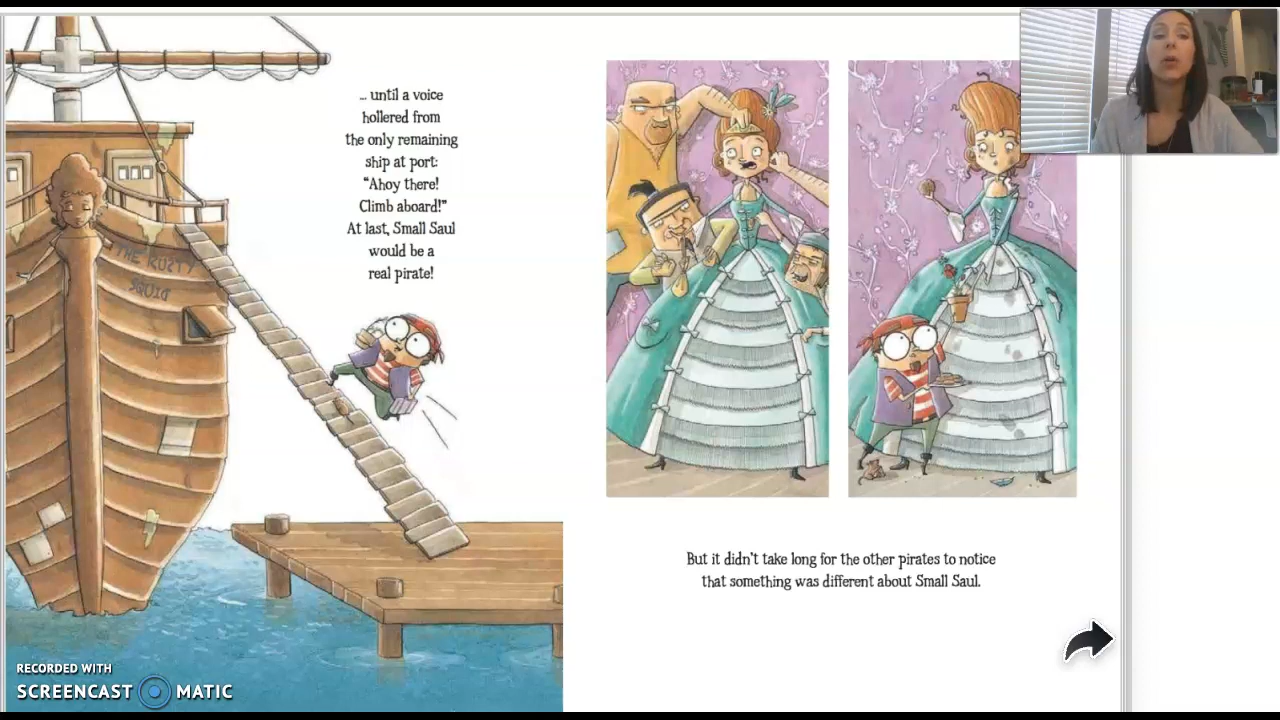 ... until a voice
hollered from
the only remaining
ship at port:
“Ahoy there!
Climb aboard!”
At last, Small Saul
would be a
real pirate!
THE RUSTY
SQUID
But it didn’t take long for the other pirates to notice
that something was different about Small Saul.
RECORDED WITH
SCREENCAST MATIC
N